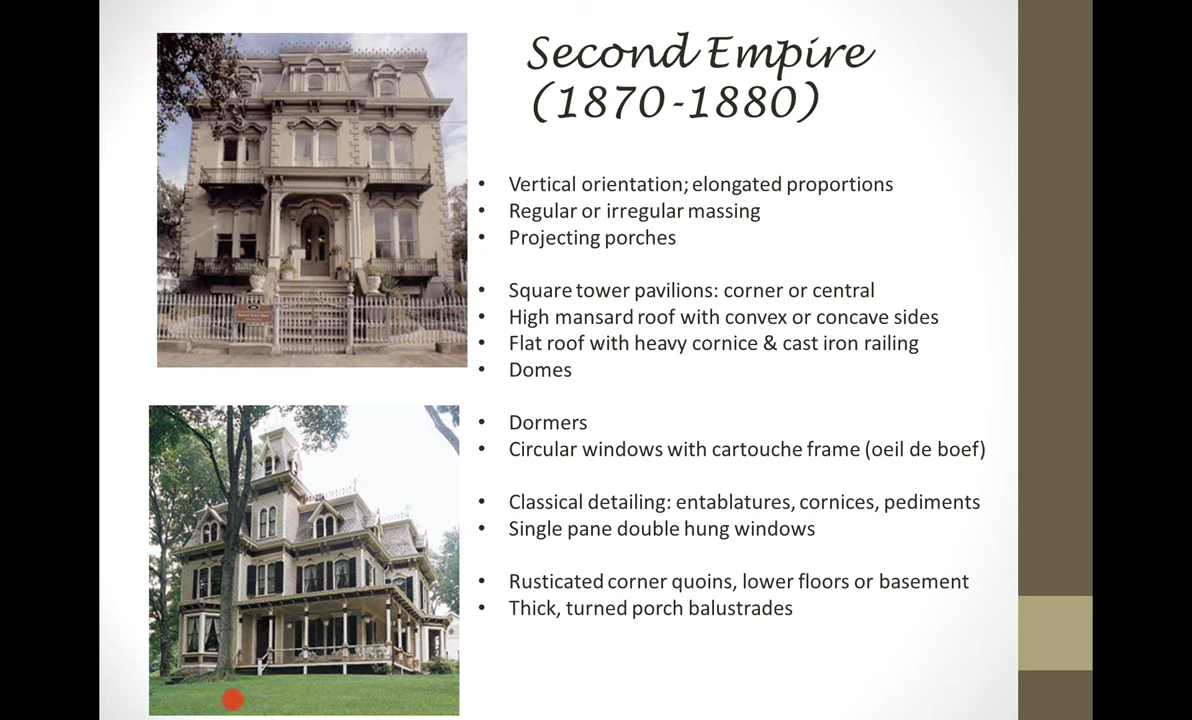 Second Empire
(1870-1880)
• Vertical orientation; elongated proportions
• Regular or irregular massing
• Projecting porches
• Square tower pavilions: corner or central
• High mansard roof with convex or concave sides
• Flat roof with heavy cornice & cast iron railing
• Domes
• Dormers
• Circular windows with cartouche frame (oeil de boef)
• Classical detailing: entablatures, cornices, pediments
• Single pane double hung windows
• Rusticated corner quoins, lower floors or basement
• Thick, turned porch balustrades